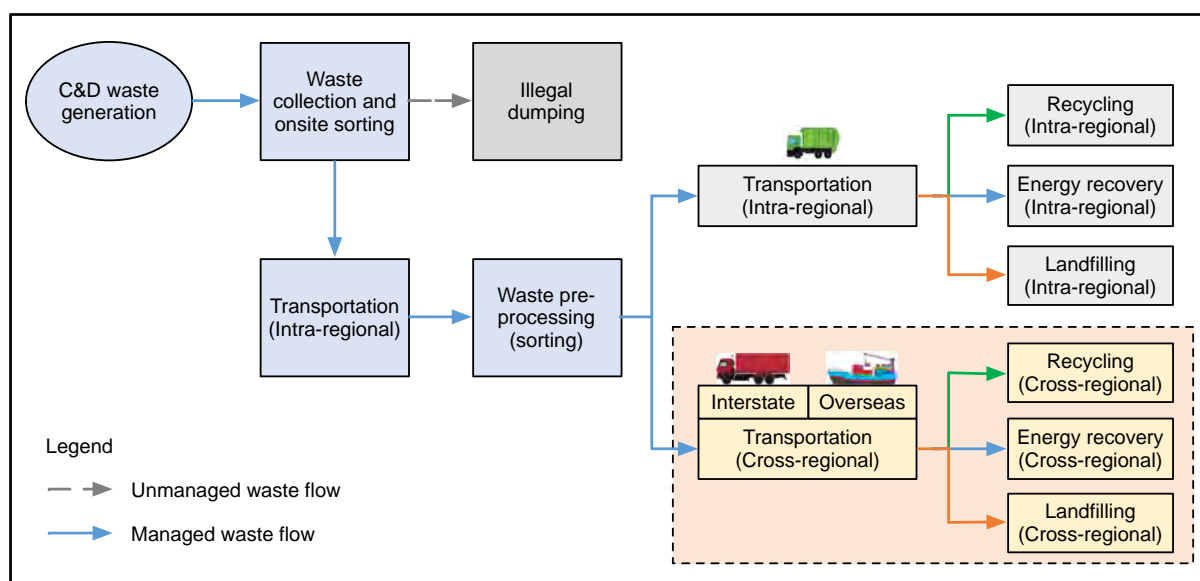 C&D waste
generation
Waste
collection and
onsite sorting
Illegal
dumping
Transportation
(Intra-regional)
Waste pre-
processing
(sorting)
Transportation
(Intra-regional)
Recycling
(Intra-regional)
Energy recovery
(Intra-regional)
Landfilling
(Intra-regional)
Interstate
Overseas
Transportation
(Cross-regional)
Recycling
(Cross-regional)
Energy recovery
(Cross-regional)
Landfilling
(Cross-regional)
Legend
Unmanaged waste flow
Managed waste flow